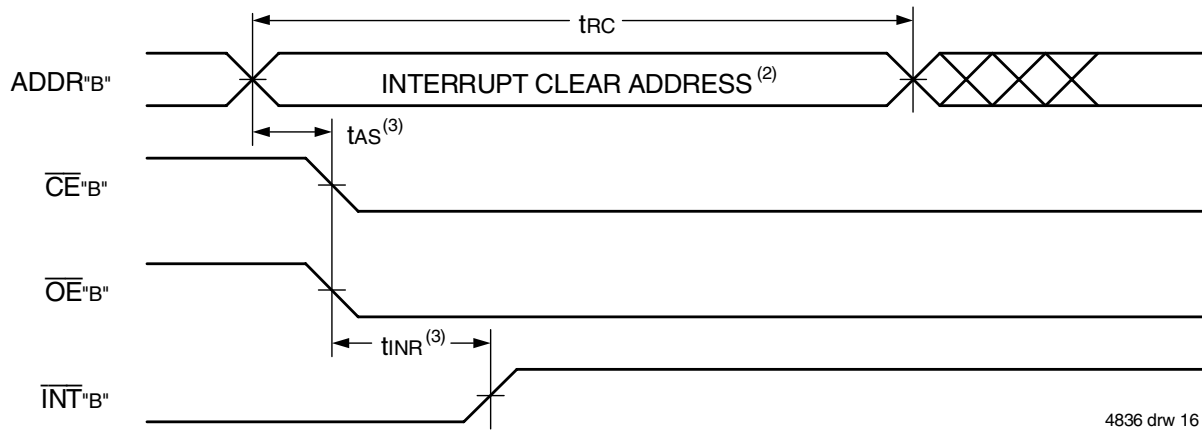 tRC
ADDR"B"
INTERRUPT CLEAR ADDRESS (2)
tAS(3)
CE"B"
OE"B"
tINR(3)
INT"B"
4836 drw 16